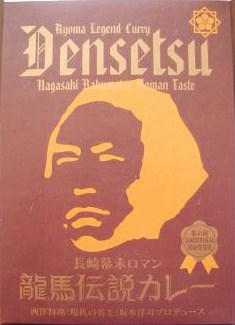 Ryoma Legend Curry
Densetsu
Nagasaki Bakumatsu Roman Taste
長崎幕末ロマン
龍馬伝説カレー
西洋料理「現代の名工」坂本洋司プロデュース